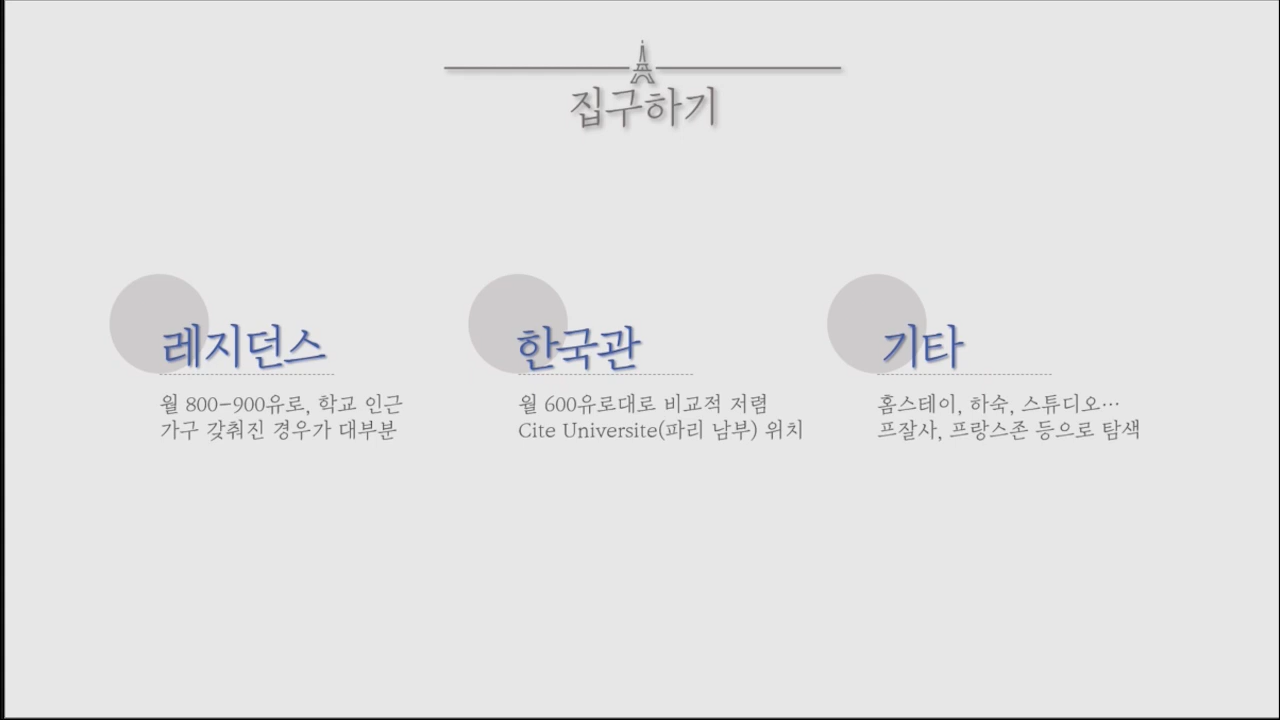 집구하기
레지던스
월 800-900유로, 학교 인근
가구 갖춰진 경우가 대부분
한국관
월 600유로대로 비교적 저렴
Cite Universite(파리 남부) 위치
기타
홈스테이, 하숙, 스튜디오…
프잘사, 프랑스존 등으로 탐색